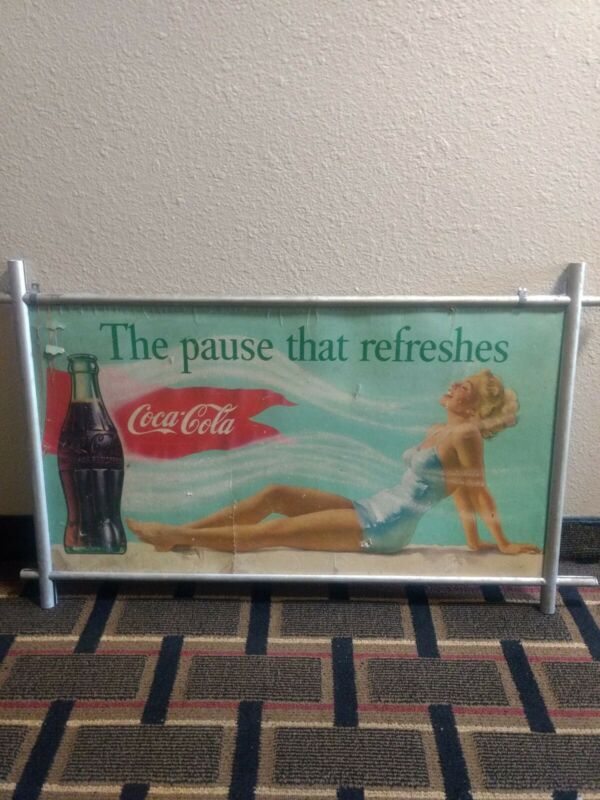 The pause that refreshes
Coca-Cola